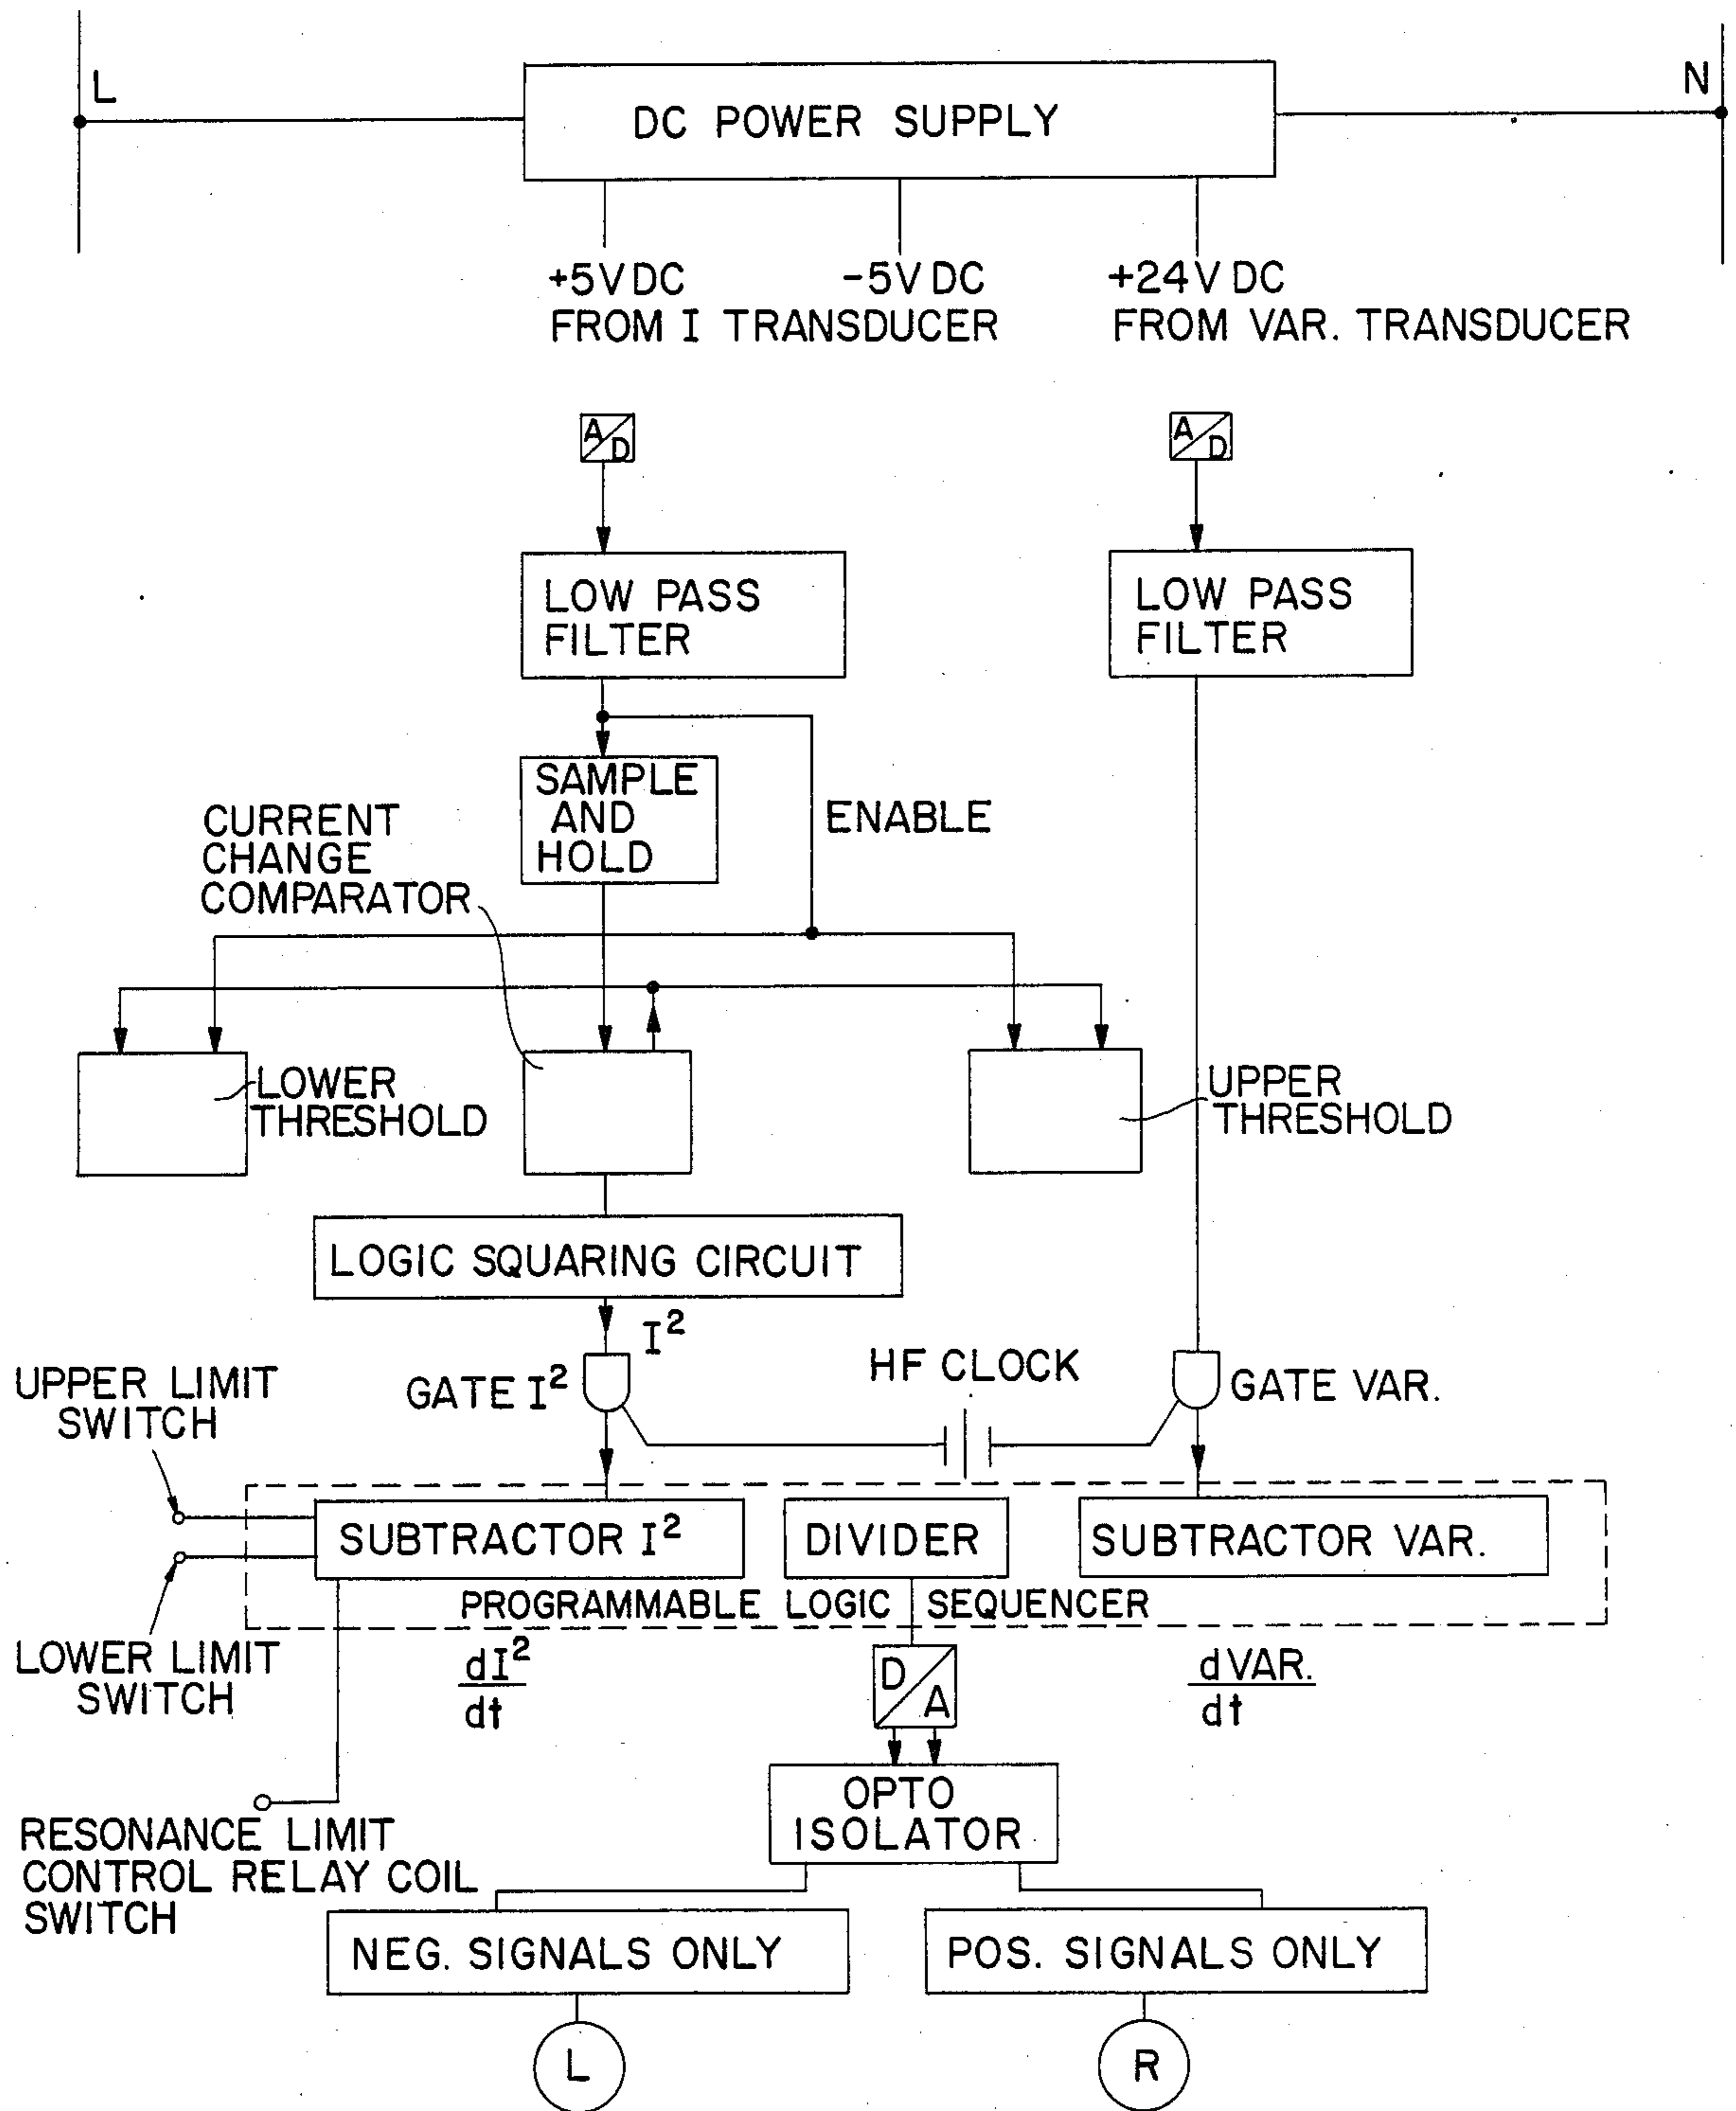 L
N
DC POWER SUPPLY
+5V DC
-5V DC
+24V DC
FROM I TRANSDUCER
FROM VAR. TRANSDUCER
A/D
A/D
LOW PASS
FILTER
LOW PASS
FILTER
SAMPLE
AND
HOLD
ENABLE
CURRENT
CHANGE
COMPARATOR
LOWER
THRESHOLD
UPPER
THRESHOLD
LOGIC SQUARING CIRCUIT
I²
GATE I²
HF CLOCK
GATE VAR.
UPPER LIMIT
SWITCH
SUBTRACTOR I²
DIVIDER
SUBTRACTOR VAR.
PROGRAMMABLE LOGIC SEQUENCER
LOWER LIMIT
SWITCH
dI²
dt
D/A
dVAR.
dt
OPTO
ISOLATOR
RESONANCE LIMIT
CONTROL RELAY COIL
SWITCH
NEG. SIGNALS ONLY
POS. SIGNALS ONLY
L
R